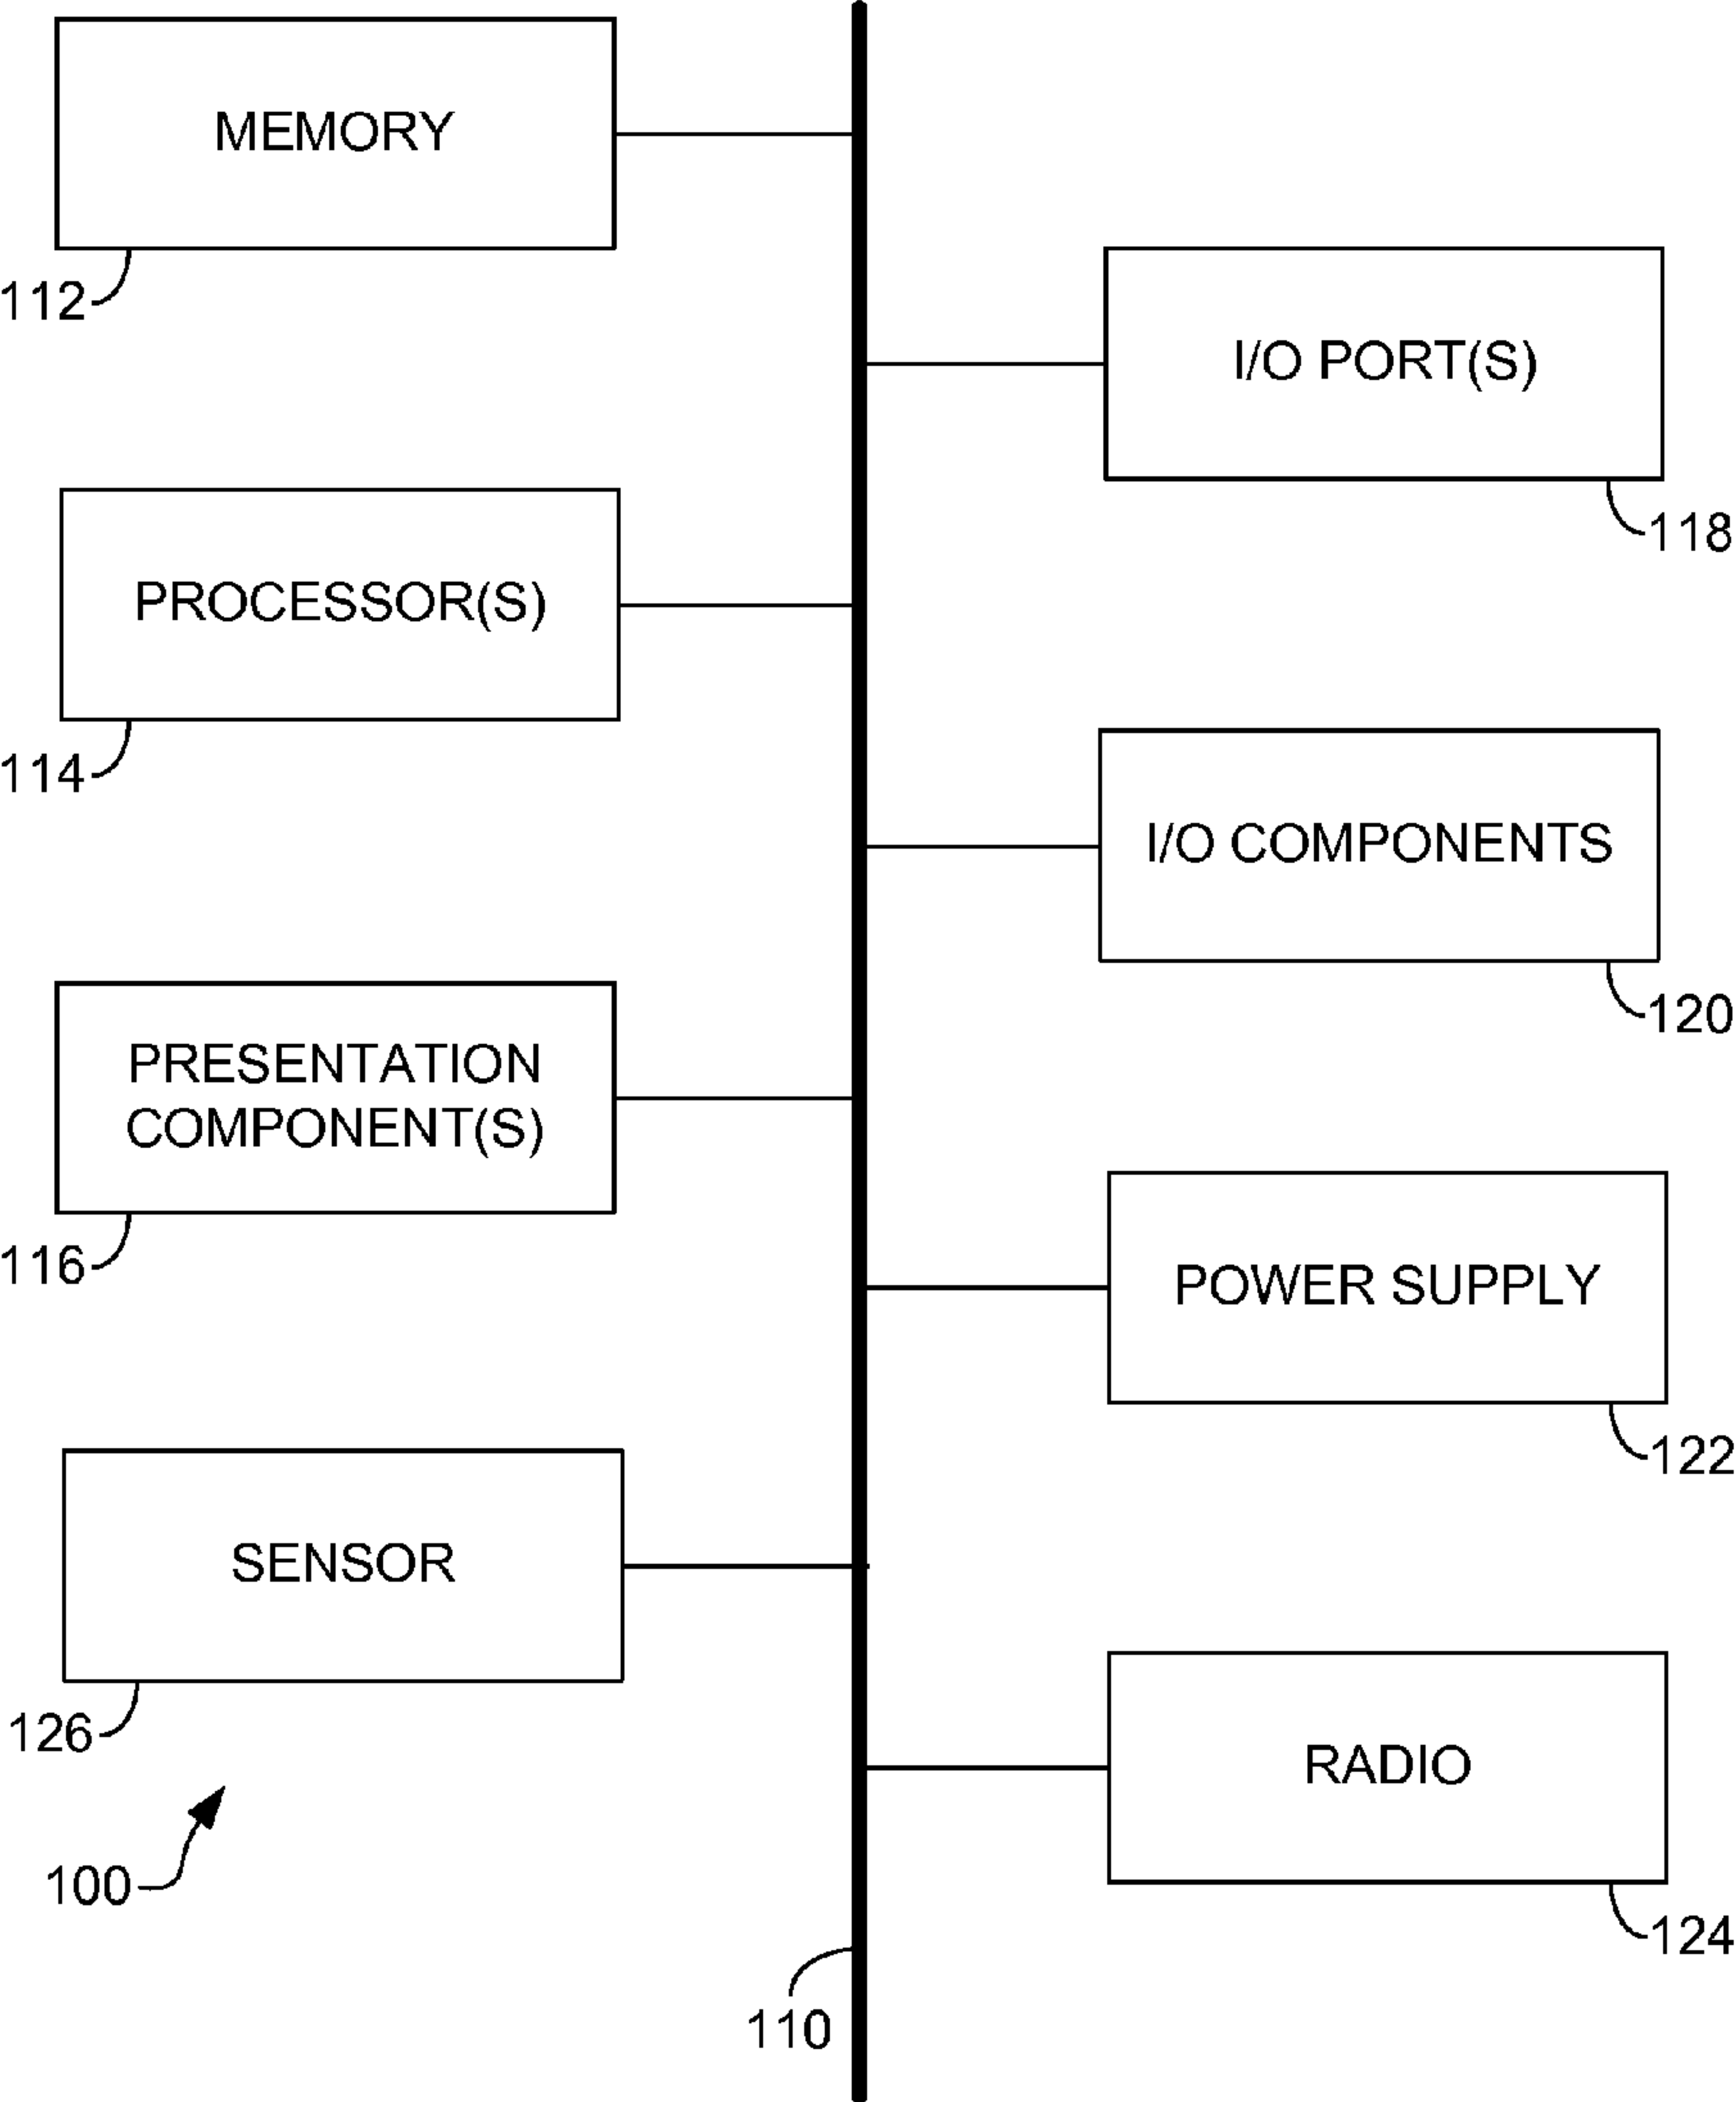 MEMORY
112
I/O PORT(S)
118
PROCESSOR(S)
114
I/O COMPONENTS
120
PRESENTATION
COMPONENT(S)
116
POWER SUPPLY
122
SENSOR
126
RADIO
124
100
110